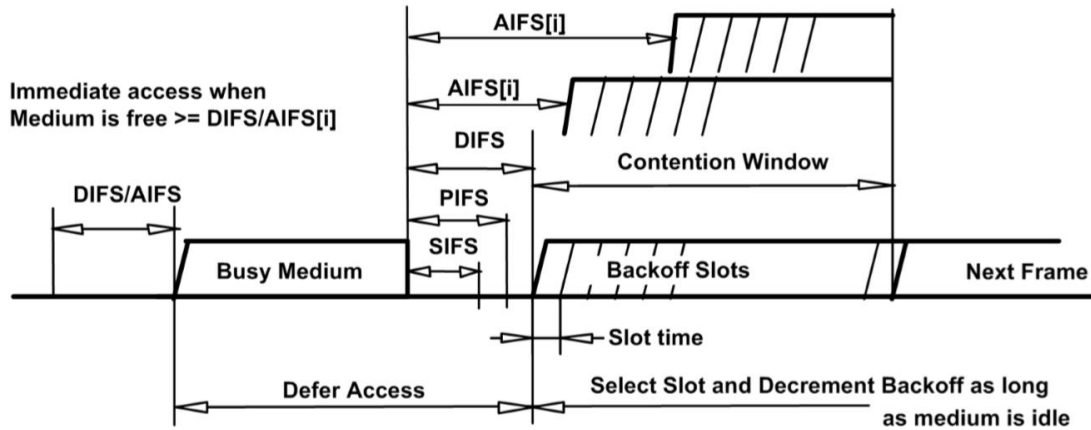 AIFS[i]
Immediate access when
Medium is free >= DIFS/AIFS[i]
AIFS[i]
DIFS
Contention Window
DIFS/AIFS
PIFS
SIFS
Busy Medium
Backoff Slots
Next Frame
Slot time
Defer Access
Select Slot and Decrement Backoff as long
as medium is idle